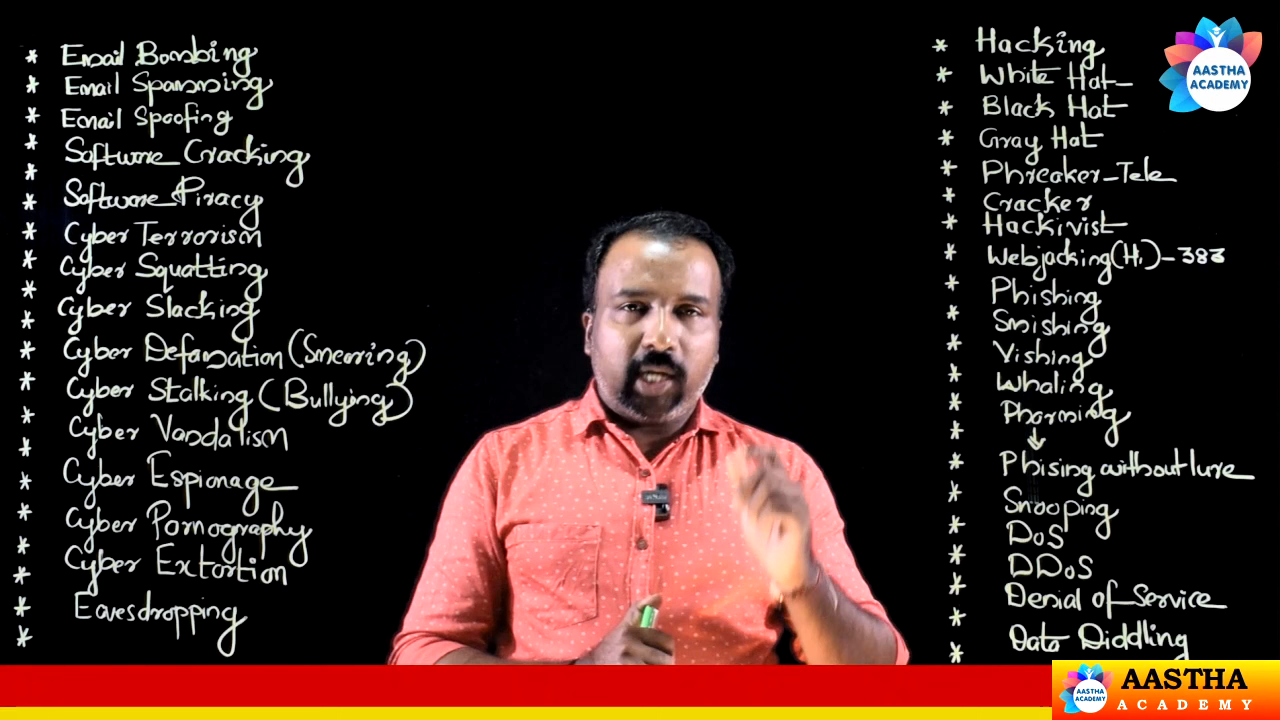 * Email Bombing
* Email Spamming
* Email Spoofing
* Software Cracking
*
* Software Piracy
* Cyber Terrorism
* Cyber Squatting
* Cyber Slacking
*
* Cyber Defamation (Smearing)
* Cyber Stalking (Bullying)
* Cyber Vandalism
*
* Cyber Espionage
* Cyber Pornography
*
* Cyber Extortion
* Eavesdropping
*
* Hacking
* White Hat
* Black Hat
* Gray Hat
* Phreaker - Tele
* Cracker
* Hackivist
* Webjacking (Hi) - 383
* Phishing
* Smishing
* Vishing
* Whaling
* Pharming
* ↓
* Phising without lure
* Snooping
* DoS
* DDoS
* Denial of Service
* Data Diddling
*
AASTHA
ACADEMY
AASTHA
ACADEMY
AASTHA
ACADEMY